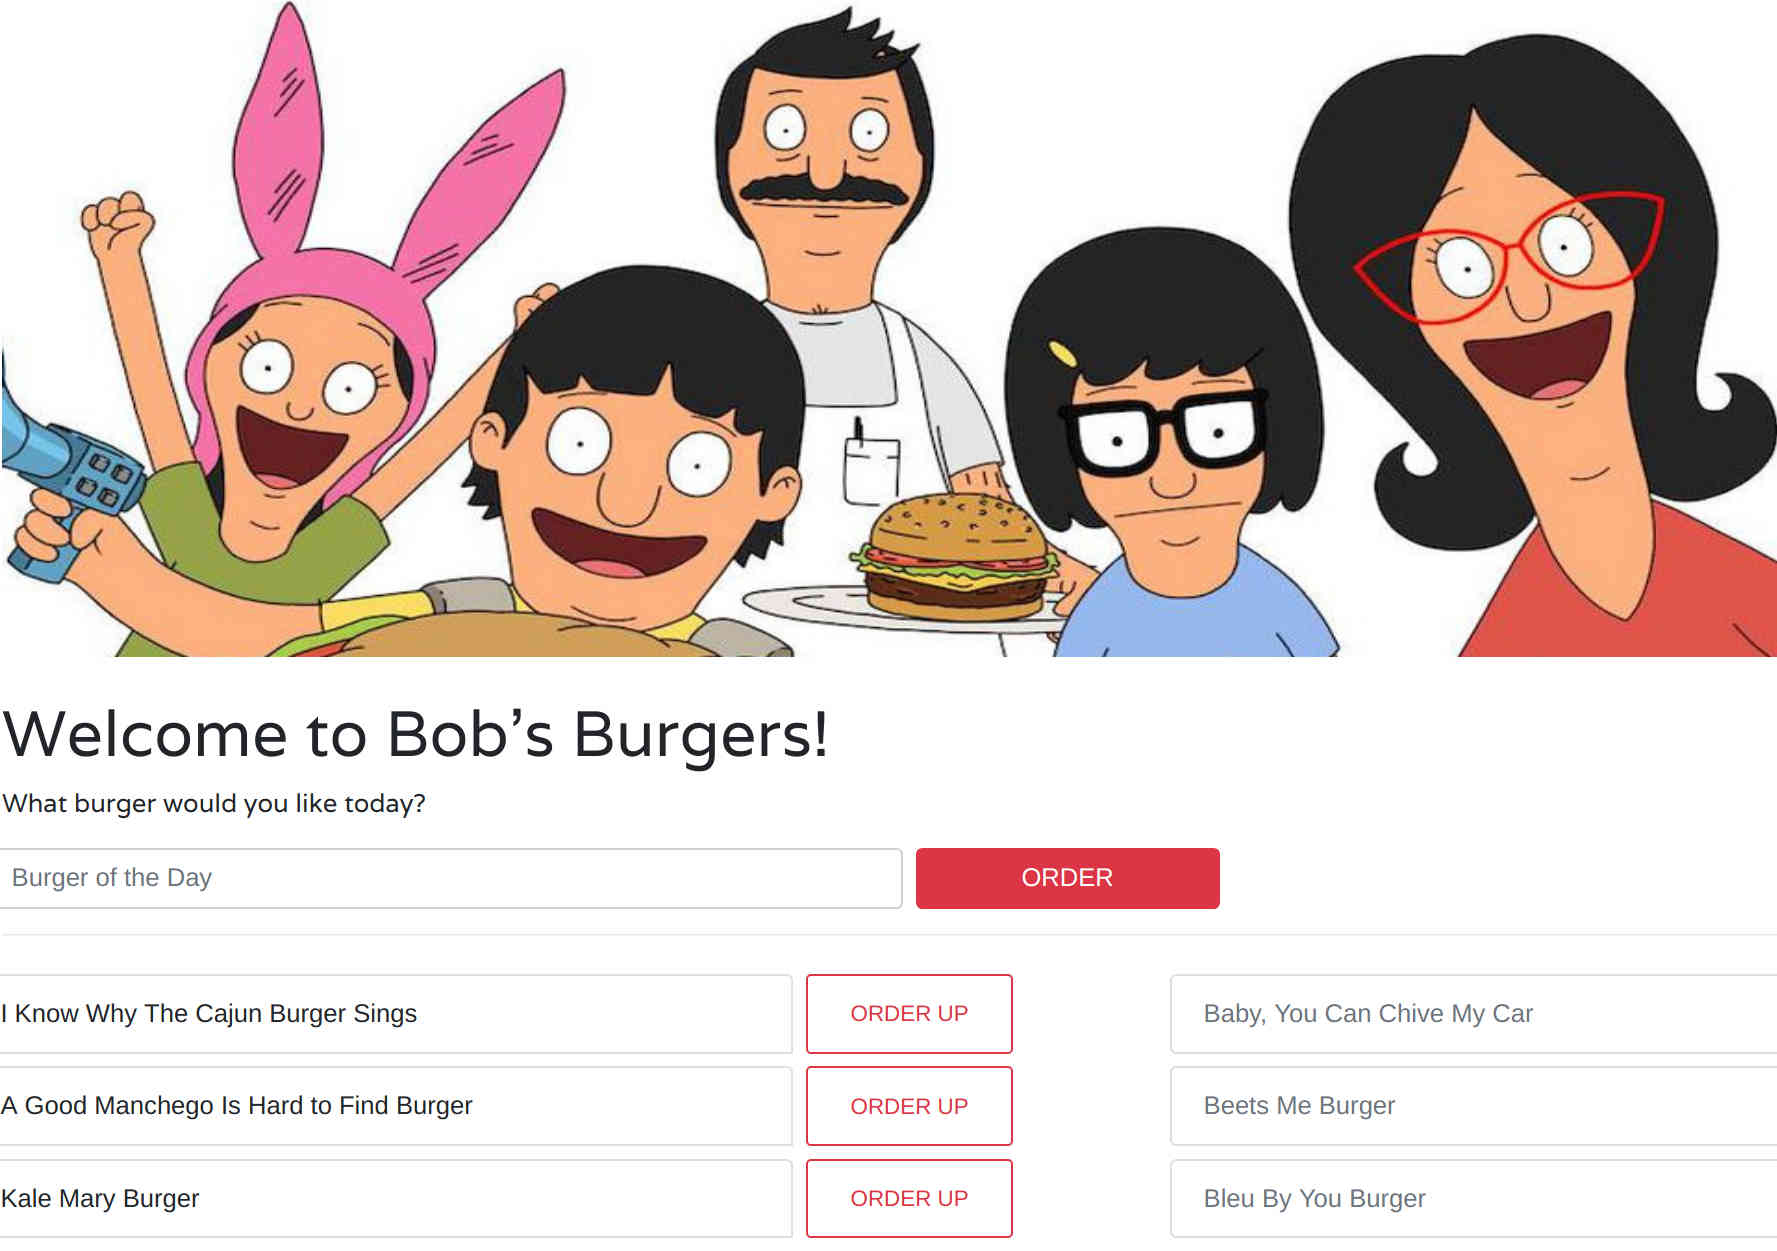 Welcome to Bob's Burgers!
What burger would you like today?
Burger of the Day
ORDER
I Know Why The Cajun Burger Sings
ORDER UP
Baby, You Can Chive My Car
A Good Manchego Is Hard to Find Burger
ORDER UP
Beets Me Burger
Kale Mary Burger
ORDER UP
Bleu By You Burger